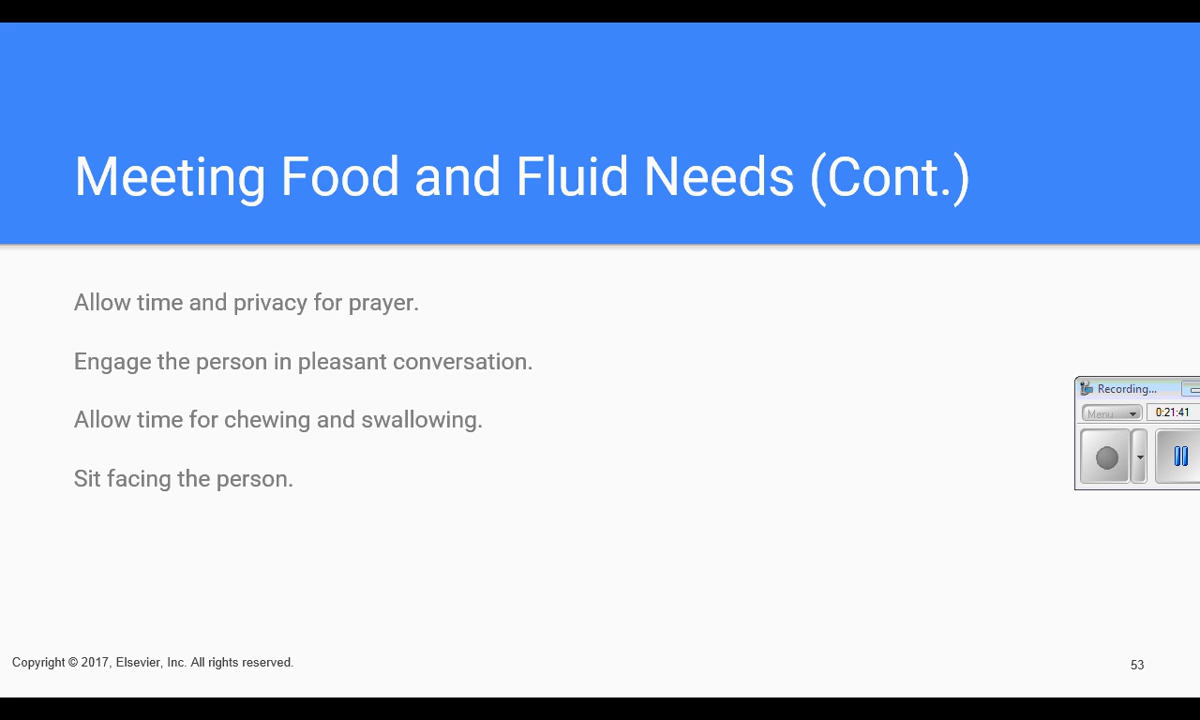 Meeting Food and Fluid Needs (Cont.)
Allow time and privacy for prayer.
Engage the person in pleasant conversation.
Allow time for chewing and swallowing.
Sit facing the person.
Recording...
Menu
0:21:41
Copyright © 2017, Elsevier, Inc. All rights reserved.
53